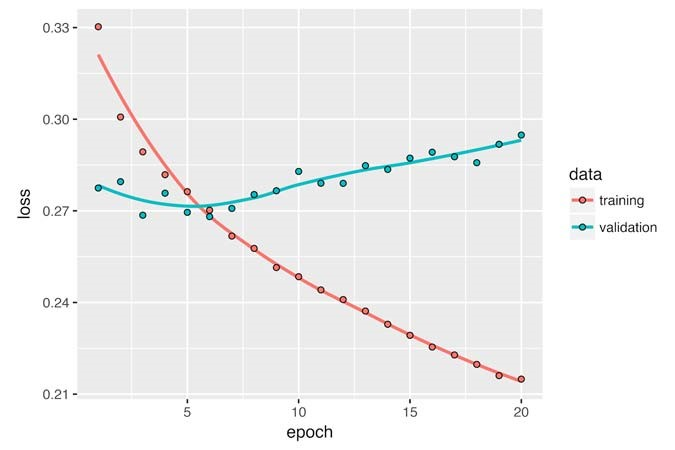 0.33
0.30
0.27
0.24
0.21
loss
5 10 15 20
epoch
data
training
validation